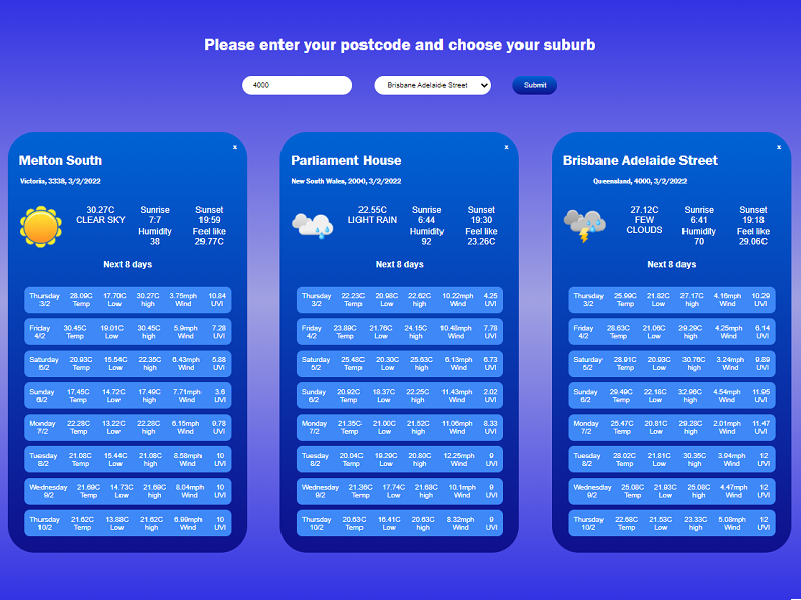 Please enter your postcode and choose your suburb
4000
Brisbane Adelaide Street
Submit
x
Melton South
Victoria, 3338, 3/2/2022
30.27C Sunrise Sunset
CLEAR SKY 7:7 19:59
Humidity Feel like
38 29.77C
Next 8 days
Thursday 28.09C 17.70C 30.27C 3.75mph 10.84
3/2 Temp Low high Wind UVI
Friday 30.45C 19.01C 30.45C 5.9mph 7.28
4/2 Temp Low high Wind UVI
Saturday 20.93C 15.54C 22.35C 6.43mph 5.88
5/2 Temp Low high Wind UVI
Sunday 17.45C 14.72C 17.49C 7.71mph 3.6
6/2 Temp Low high Wind UVI
Monday 22.28C 13.22C 22.28C 6.15mph 9.78
7/2 Temp Low high Wind UVI
Tuesday 21.08C 15.44C 21.08C 8.58mph 10
8/2 Temp Low high Wind UVI
Wednesday 21.69C 14.73C 21.69C 8.04mph 10
9/2 Temp Low high Wind UVI
Thursday 21.62C 13.88C 21.62C 6.99mph 10
10/2 Temp Low high Wind UVI
x
Parliament House
New South Wales, 2000, 3/2/2022
22.55C Sunrise Sunset
LIGHT RAIN 6:44 19:30
Humidity Feel like
92 23.26C
Next 8 days
Thursday 22.23C 20.98C 22.62C 10.22mph 4.25
3/2 Temp Low high Wind UVI
Friday 23.89C 21.76C 24.15C 10.48mph 7.78
4/2 Temp Low high Wind UVI
Saturday 25.48C 20.30C 25.63C 6.13mph 6.73
5/2 Temp Low high Wind UVI
Sunday 20.92C 18.37C 22.25C 11.43mph 2.02
6/2 Temp Low high Wind UVI
Monday 21.35C 21.00C 21.52C 11.06mph 8.33
7/2 Temp Low high Wind UVI
Tuesday 20.04C 19.29C 20.80C 12.25mph 9
8/2 Temp Low high Wind UVI
Wednesday 21.36C 17.74C 21.68C 10.1mph 9
9/2 Temp Low high Wind UVI
Thursday 20.63C 16.41C 20.63C 8.32mph 9
10/2 Temp Low high Wind UVI
x
Brisbane Adelaide Street
Queensland, 4000, 3/2/2022
27.12C Sunrise Sunset
FEW 6:41 19:18
CLOUDS Humidity Feel like
70 29.06C
Next 8 days
Thursday 25.99C 21.82C 27.17C 4.16mph 10.29
3/2 Temp Low high Wind UVI
Friday 28.63C 21.06C 29.29C 4.25mph 6.14
4/2 Temp Low high Wind UVI
Saturday 28.91C 20.93C 30.76C 3.24mph 9.89
5/2 Temp Low high Wind UVI
Sunday 29.49C 22.18C 32.96C 4.54mph 11.95
6/2 Temp Low high Wind UVI
Monday 25.47C 20.81C 29.28C 2.01mph 11.47
7/2 Temp Low high Wind UVI
Tuesday 28.02C 21.81C 30.35C 3.94mph 12
8/2 Temp Low high Wind UVI
Wednesday 25.08C 21.93C 25.08C 4.47mph 12
9/2 Temp Low high Wind UVI
Thursday 22.68C 21.53C 23.33C 5.08mph 12
10/2 Temp Low high Wind UVI